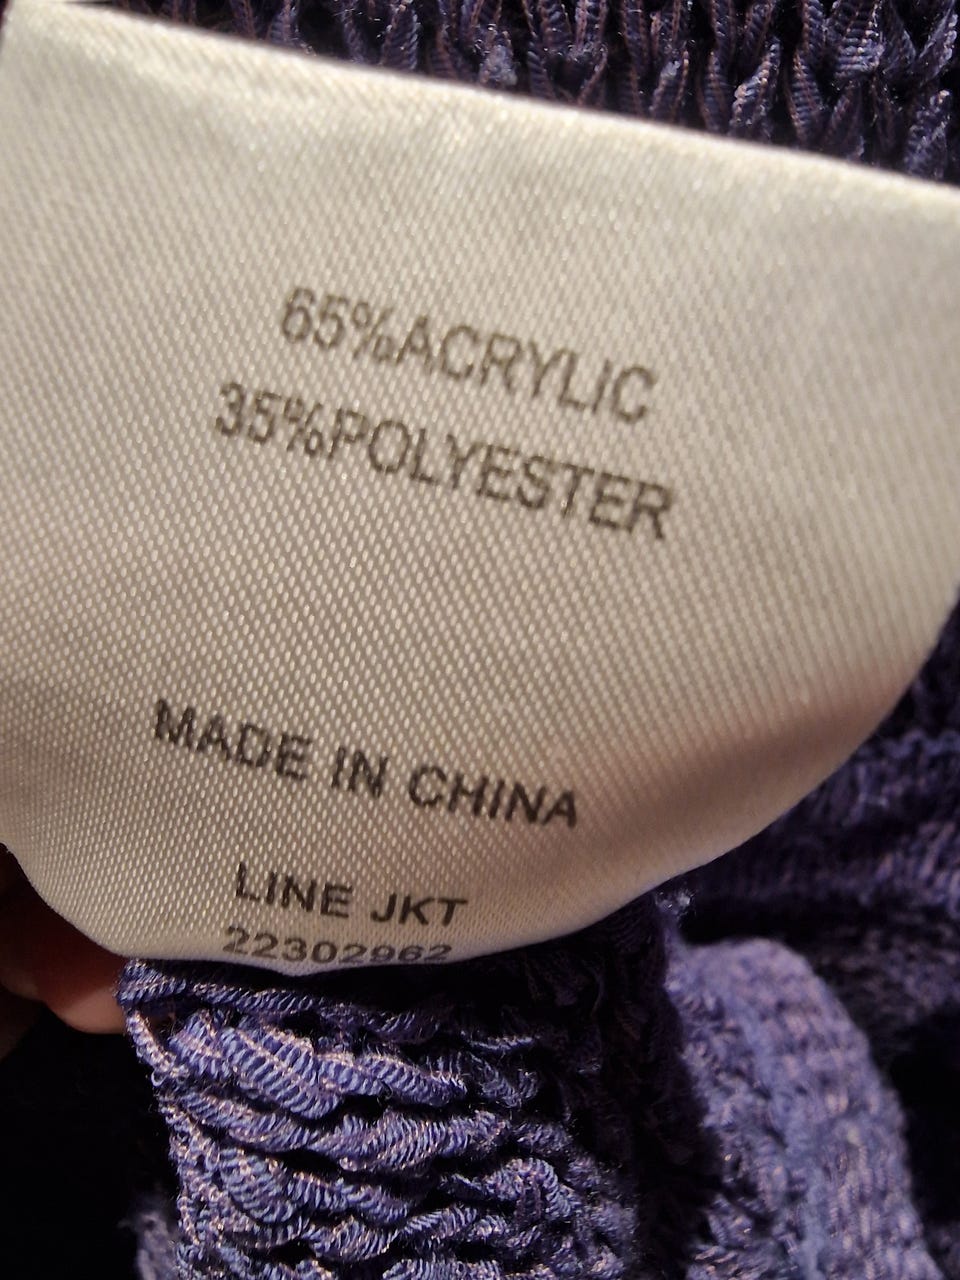 65%ACRYLIC
35%POLYESTER
MADE IN CHINA
LINE JKT
22302962